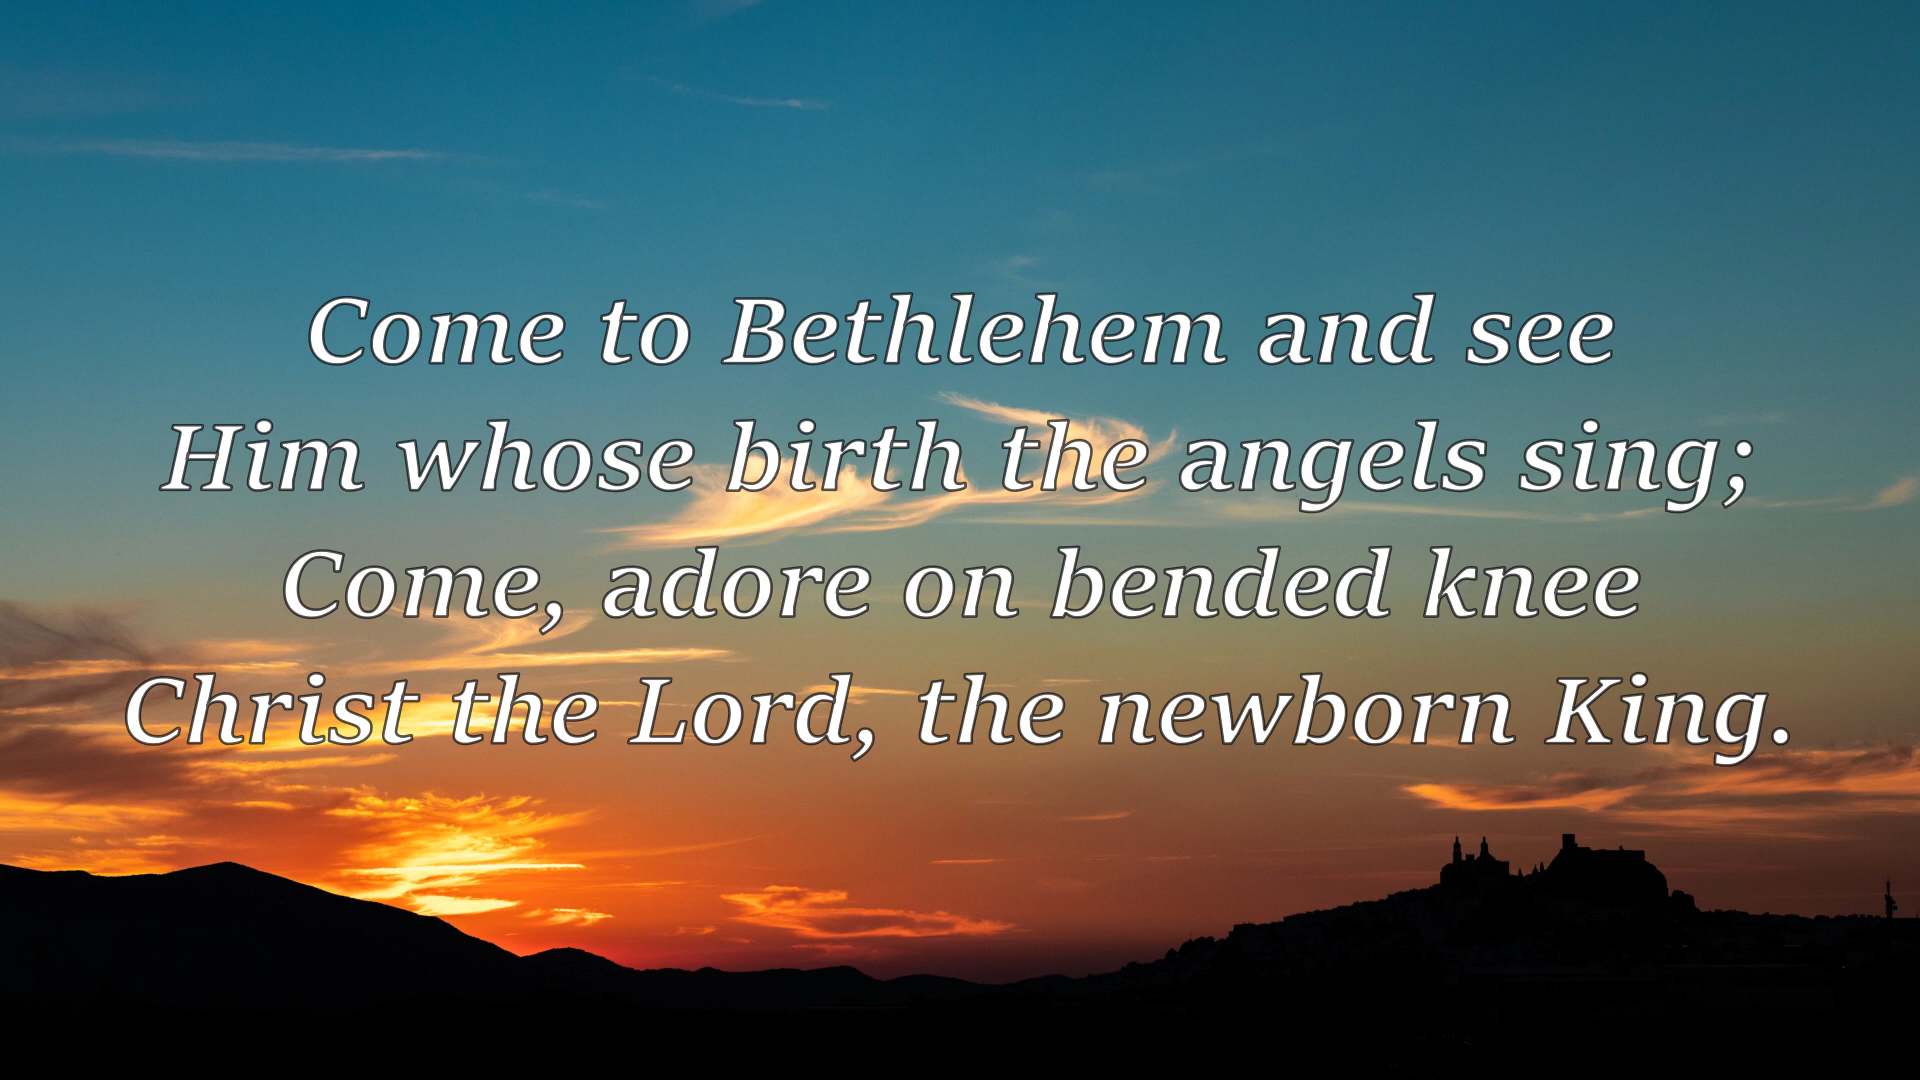 Come to Bethlehem and see
Him whose birth the angels sing;
Come, adore on bended knee
Christ the Lord, the newborn King.